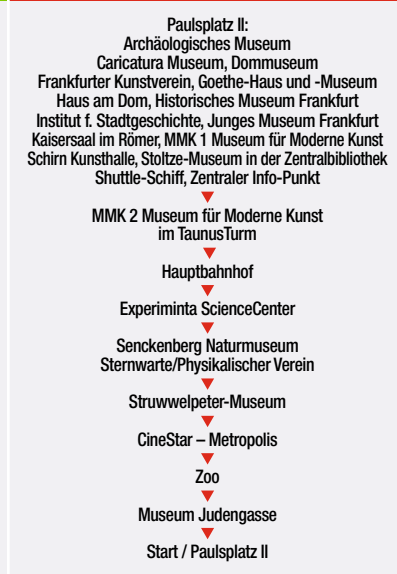 Paulsplatz II:
Archäologisches Museum
Caricatura Museum, Dommuseum
Frankfurter Kunstverein, Goethe-Haus und -Museum
Haus am Dom, Historisches Museum Frankfurt
Institut f. Stadtgeschichte, Junges Museum Frankfurt
Kaisersaal im Römer, MMK 1 Museum für Moderne Kunst
Schirn Kunsthalle, Stoltze-Museum in der Zentralbibliothek
Shuttle-Schiff, Zentraler Info-Punkt
MMK 2 Museum für Moderne Kunst
im TaunusTurm
Hauptbahnhof
Experiminta ScienceCenter
Senckenberg Naturmuseum
Sternwarte/Physikalischer Verein
Struwwelpeter-Museum
CineStar – Metropolis
Zoo
Museum Judengasse
Start / Paulsplatz II